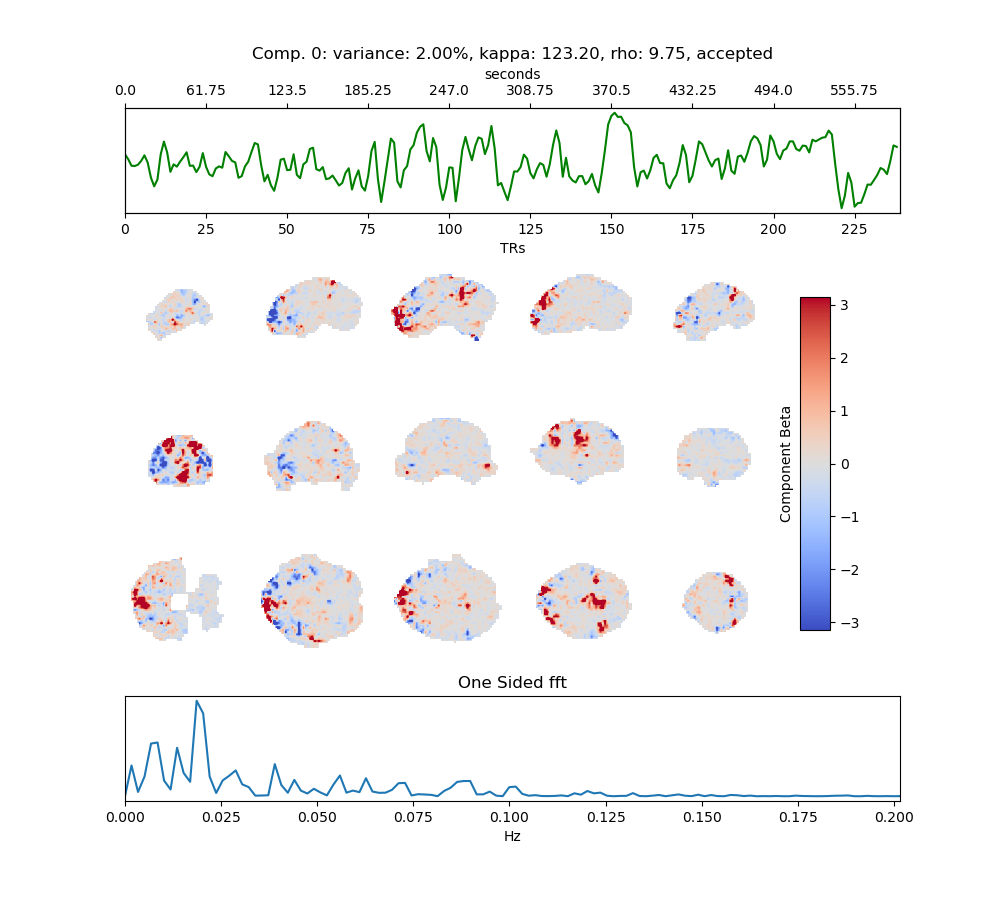 Comp. 0: variance: 2.00%, kappa: 123.20, rho: 9.75, accepted
seconds
0.0 61.75 123.5 185.25 247.0 308.75 370.5 432.25 494.0 555.75
0 25 50 75 100 125 150 175 200 225
TRs
3
2
1
0
−1
−2
−3
Component Beta
One Sided fft
0.000 0.025 0.050 0.075 0.100 0.125 0.150 0.175 0.200
Hz